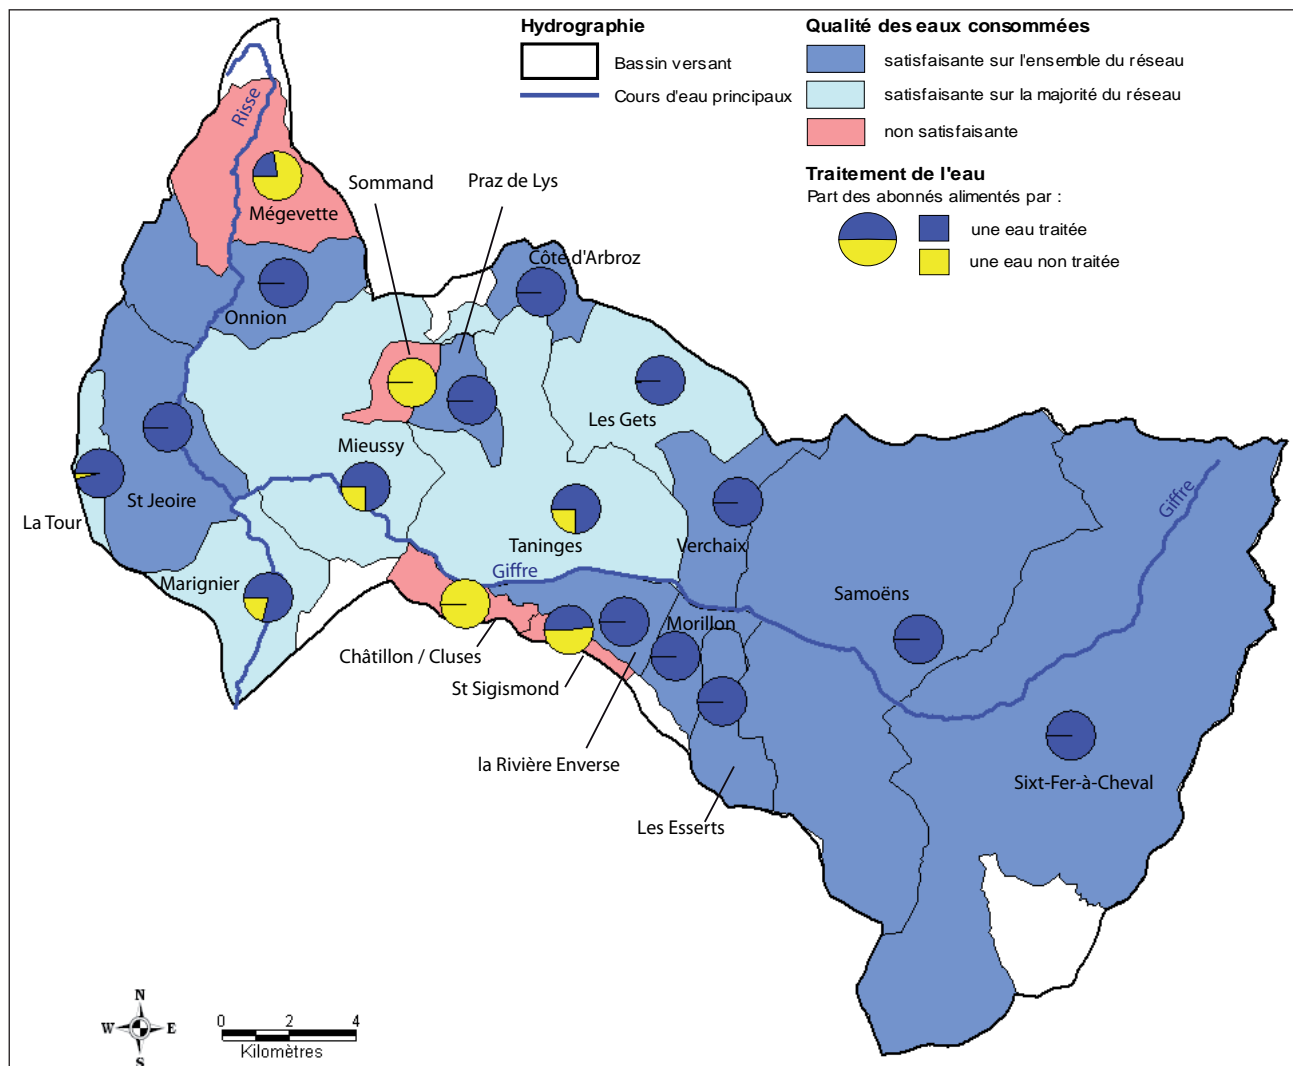 Hydrographie
Bassin versant
Cours d'eau principaux
Qualité des eaux consommées
satisfaisante sur l'ensemble du réseau
satisfaisante sur la majorité du réseau
non satisfaisante
Traitement de l'eau
Part des abonnés alimentés par :
une eau traitée
une eau non traitée
Risse
Mégevette
Sommand
Praz de Lys
Côte d'Arbroz
Onnion
Les Gets
Mieussy
St Jeoire
La Tour
Taninges
Verchaix
Giffre
Giffre
Marignier
Samoëns
Morillon
Châtillon / Cluses
St Sigismond
la Rivière Enverse
Les Esserts
Sixt-Fer-à-Cheval
N
W E
S
0 2 4
Kilomètres